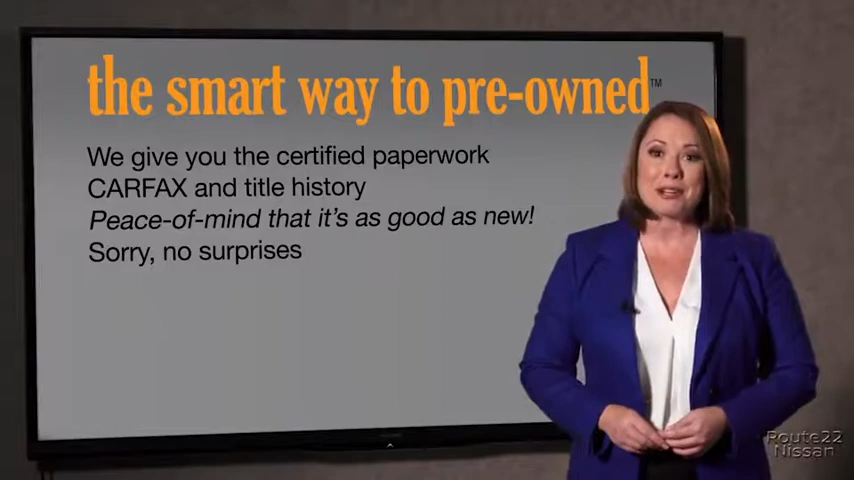 the smart way to pre-owned™
We give you the certified paperwork
CARFAX and title history
Peace-of-mind that it's as good as new!
Sorry, no surprises
Route22
Nissan